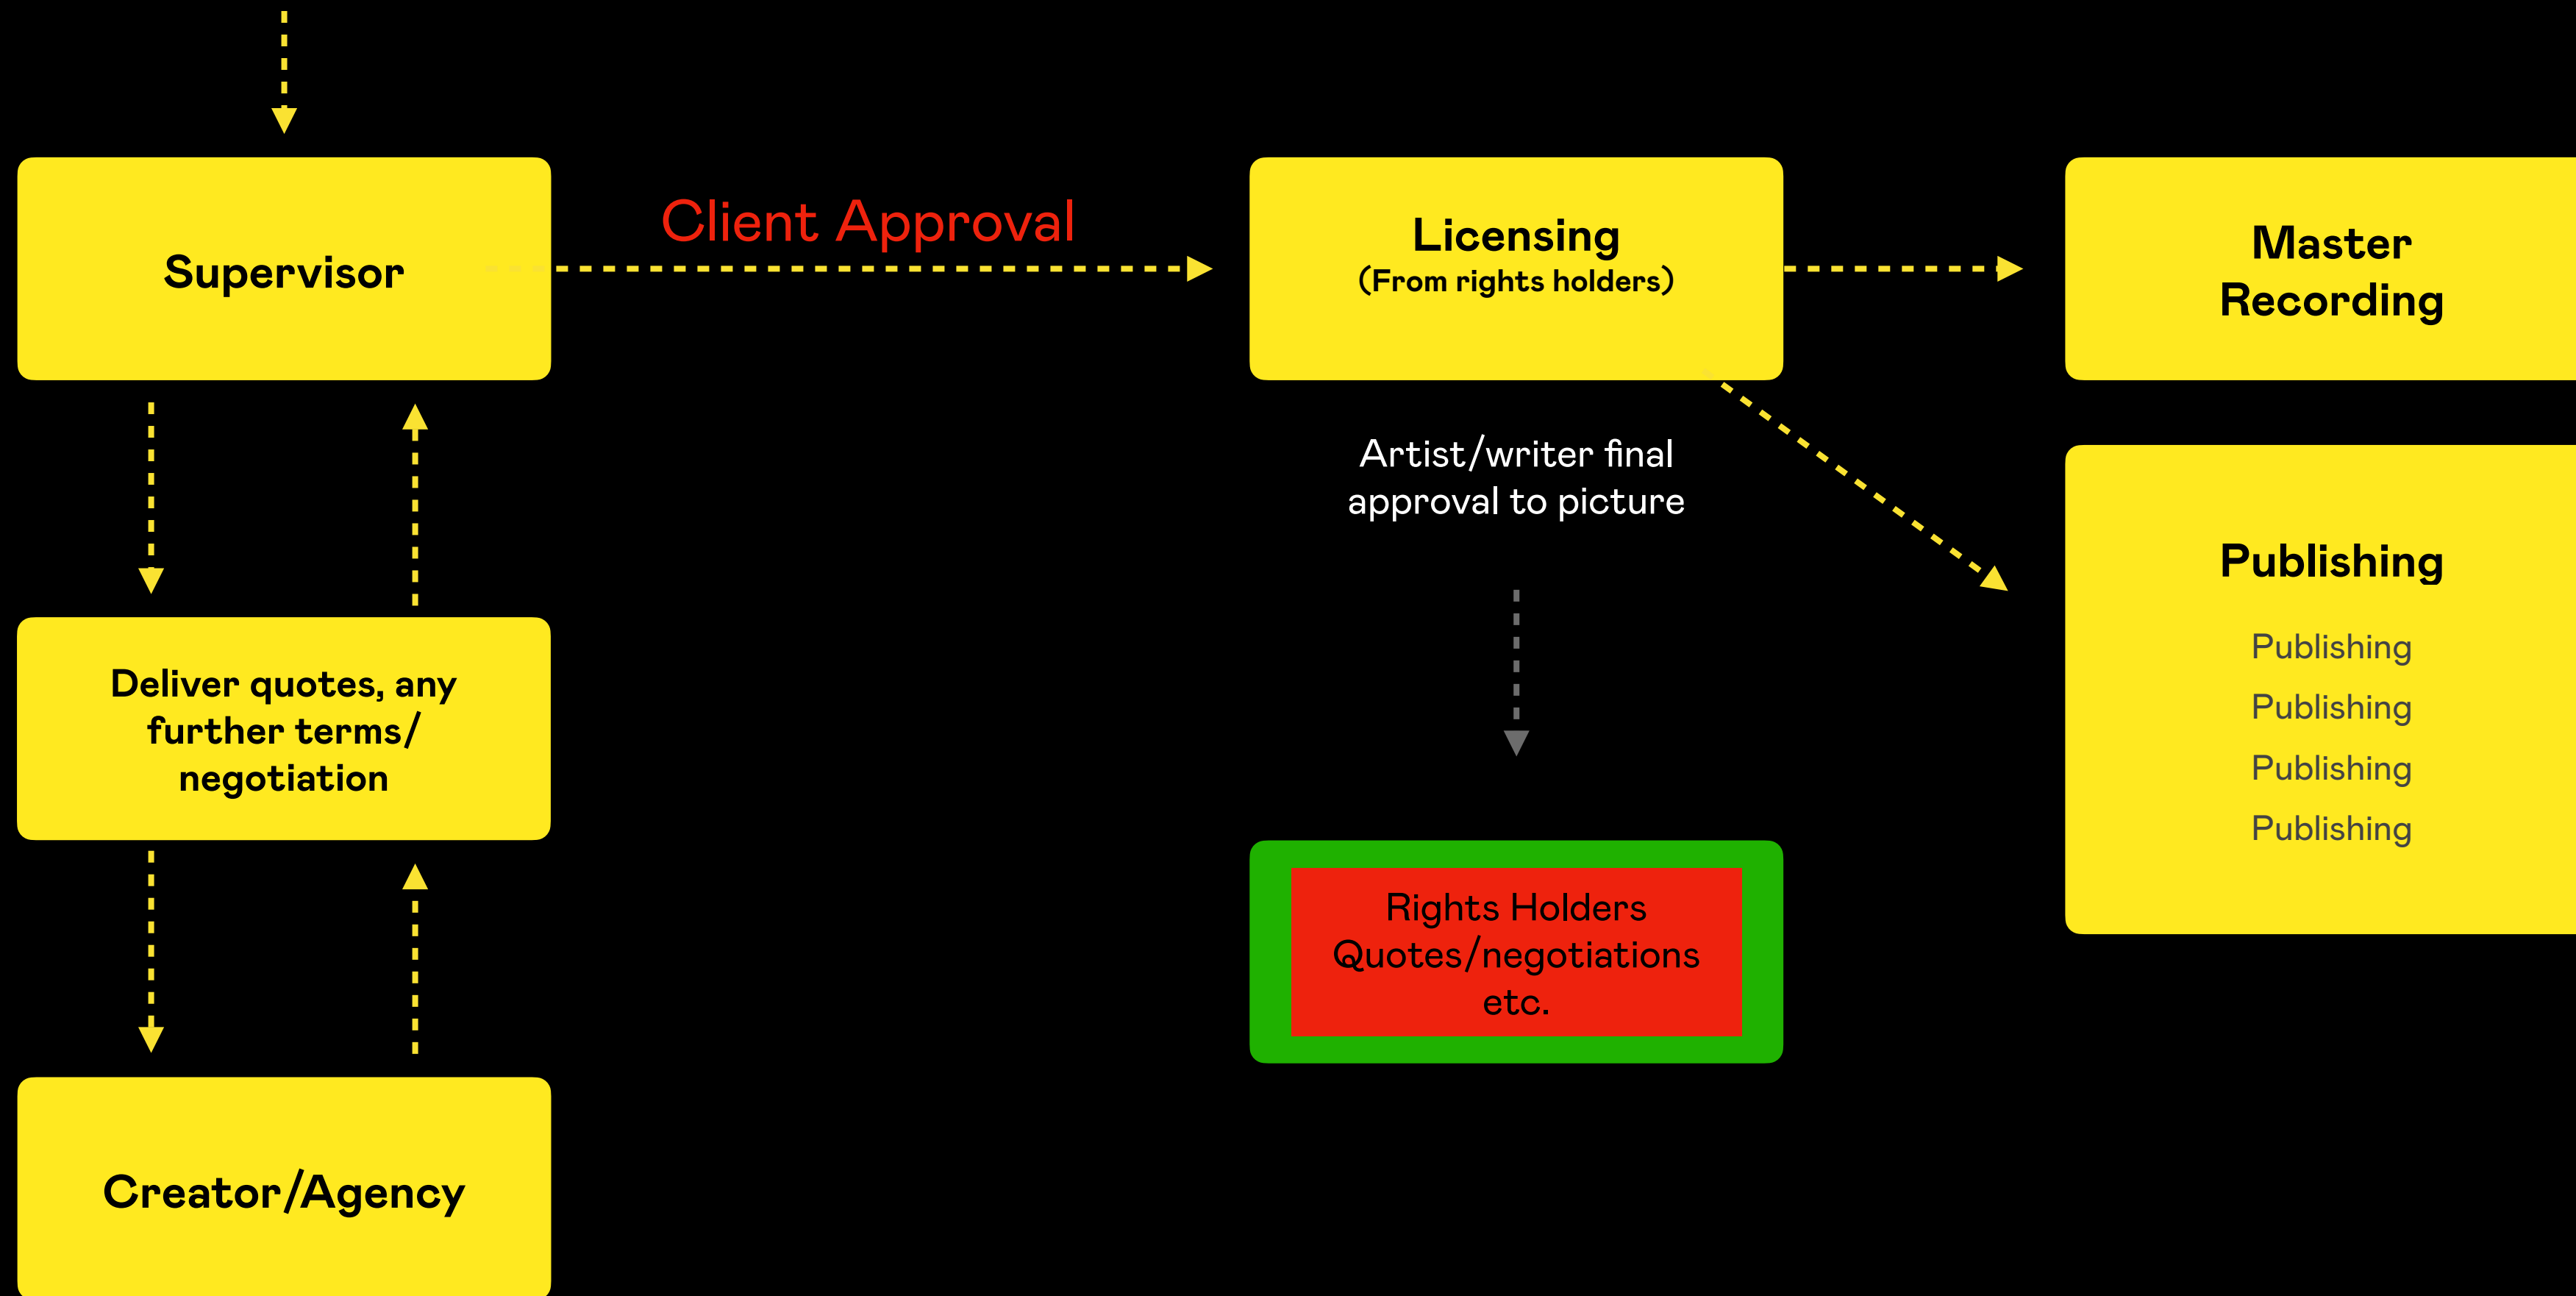 Supervisor
Client Approval
Licensing
(From rights holders)
Master
Recording
Artist/writer final
approval to picture
Publishing
Publishing
Publishing
Publishing
Publishing
Deliver quotes, any
further terms/
negotiation
Rights Holders
Quotes/negotiations
etc.
Creator/Agency